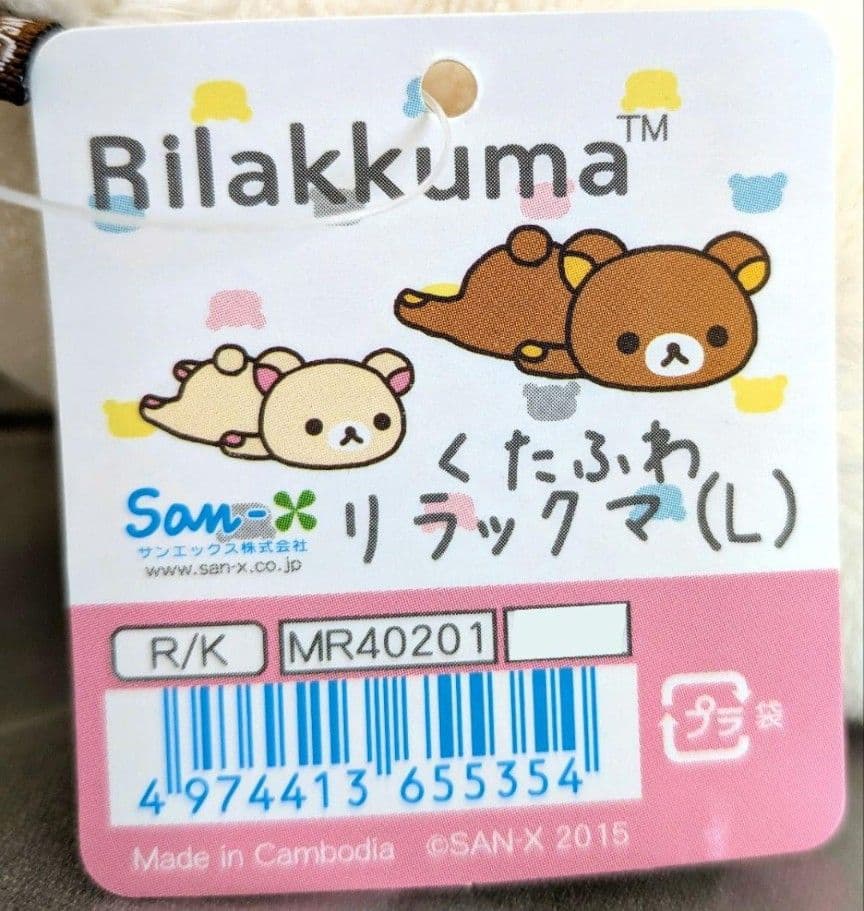 Rilakkuma™
くたふわ
リラックマ(L)
San-X
サンエックス株式会社
www.san-x.co.jp
R/K MR40201
プラ 袋
4 974413 655354
Made in Cambodia ©SAN-X 2015